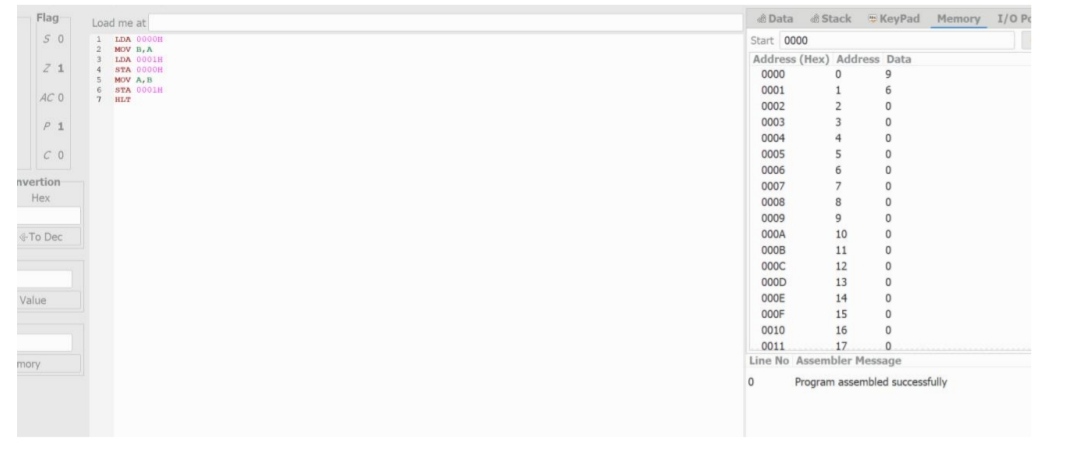 Flag
S 0
Z 1
AC 0
P 1
C 0
nvertion
Hex
To Dec
Value
mory
Load me at
1 LDA 0000H
2 MOV B,A
3 LDA 0001H
4 STA 0000H
5 MOV A,B
6 STA 0001H
7 HLT
Data Stack KeyPad Memory I/O Po
Start 0000
Address (Hex) Address Data
0000 0 9
0001 1 6
0002 2 0
0003 3 0
0004 4 0
0005 5 0
0006 6 0
0007 7 0
0008 8 0
0009 9 0
000A 10 0
000B 11 0
000C 12 0
000D 13 0
000E 14 0
000F 15 0
0010 16 0
0011 17 0
Line No Assembler Message
0 Program assembled successfully